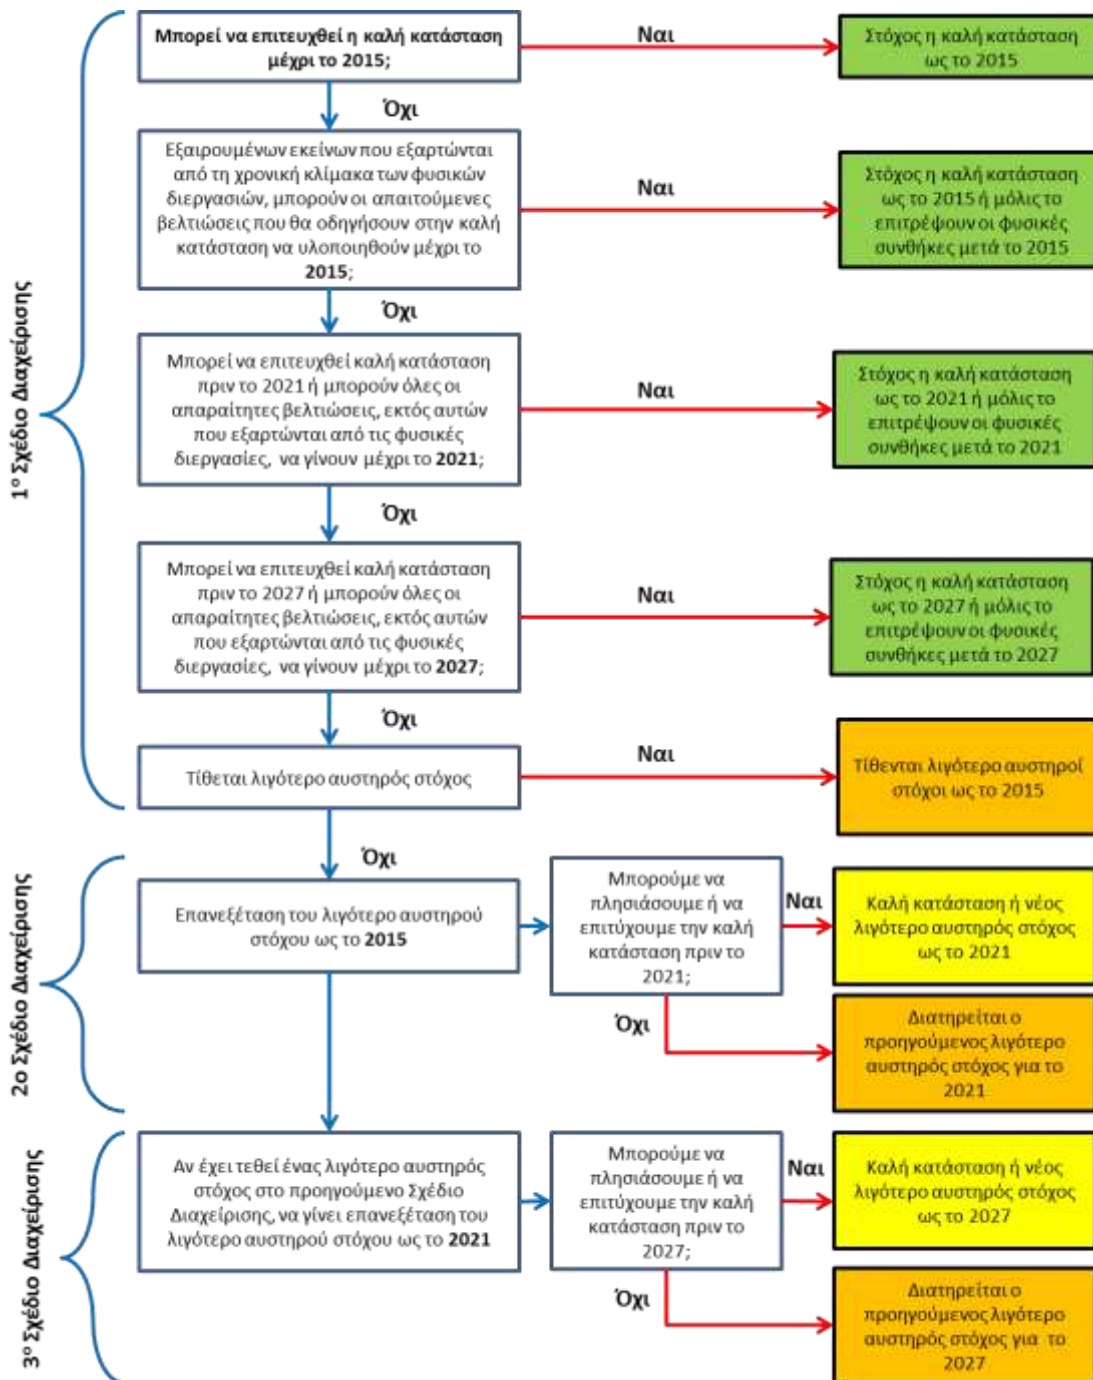 1ο Σχέδιο Διαχείρισης
Μπορεί να επιτευχθεί η καλή κατάσταση
μέχρι το 2015;
Ναι
Στόχος η καλή κατάσταση
ως το 2015
Όχι
Εξαιρουμένων εκείνων που εξαρτώνται
από τη χρονική κλίμακα των φυσικών
διεργασιών, μπορούν οι απαιτούμενες
βελτιώσεις που θα οδηγήσουν στην καλή
κατάσταση να υλοποιηθούν μέχρι το
2015;
Ναι
Στόχος η καλή κατάσταση
ως το 2015 ή μόλις το
επιτρέψουν οι φυσικές
συνθήκες μετά το 2015
Όχι
Μπορεί να επιτευχθεί καλή κατάσταση
πριν το 2021 ή μπορούν όλες οι
απαραίτητες βελτιώσεις, εκτός αυτών
που εξαρτώνται από τις φυσικές
διεργασίες, να γίνουν μέχρι το 2021;
Ναι
Στόχος η καλή κατάσταση
ως το 2021 ή μόλις το
επιτρέψουν οι φυσικές
συνθήκες μετά το 2021
Όχι
Μπορεί να επιτευχθεί καλή κατάσταση
πριν το 2027 ή μπορούν όλες οι
απαραίτητες βελτιώσεις, εκτός αυτών
που εξαρτώνται από τις φυσικές
διεργασίες, να γίνουν μέχρι το 2027;
Ναι
Στόχος η καλή κατάσταση
ως το 2027 ή μόλις το
επιτρέψουν οι φυσικές
συνθήκες μετά το 2027
Όχι
Τίθεται λιγότερο αυστηρός στόχος
Ναι
Τίθενται λιγότερο αυστηροί
στόχοι ως το 2015
Όχι
2ο Σχέδιο Διαχείρισης
Επανεξέταση του λιγότερο αυστηρού
στόχου ως το 2015
Μπορούμε να
πλησιάσουμε ή να
επιτύχουμε την καλή
κατάσταση πριν το
2021;
Ναι
Καλή κατάσταση ή νέος
λιγότερο αυστηρός στόχος
ως το 2021
Όχι
Διατηρείται ο
προηγούμενος λιγότερο
αυστηρός στόχος για το
2021
3ο Σχέδιο Διαχείρισης
Αν έχει τεθεί ένας λιγότερο αυστηρός
στόχος στο προηγούμενο Σχέδιο
Διαχείρισης, να γίνει επανεξέταση του
λιγότερο αυστηρού στόχου ως το 2021
Μπορούμε να
πλησιάσουμε ή να
επιτύχουμε την καλή
κατάσταση πριν το
2027;
Ναι
Καλή κατάσταση ή νέος
λιγότερο αυστηρός στόχος
ως το 2027
Όχι
Διατηρείται ο
προηγούμενος λιγότερο
αυστηρός στόχος για το
2027